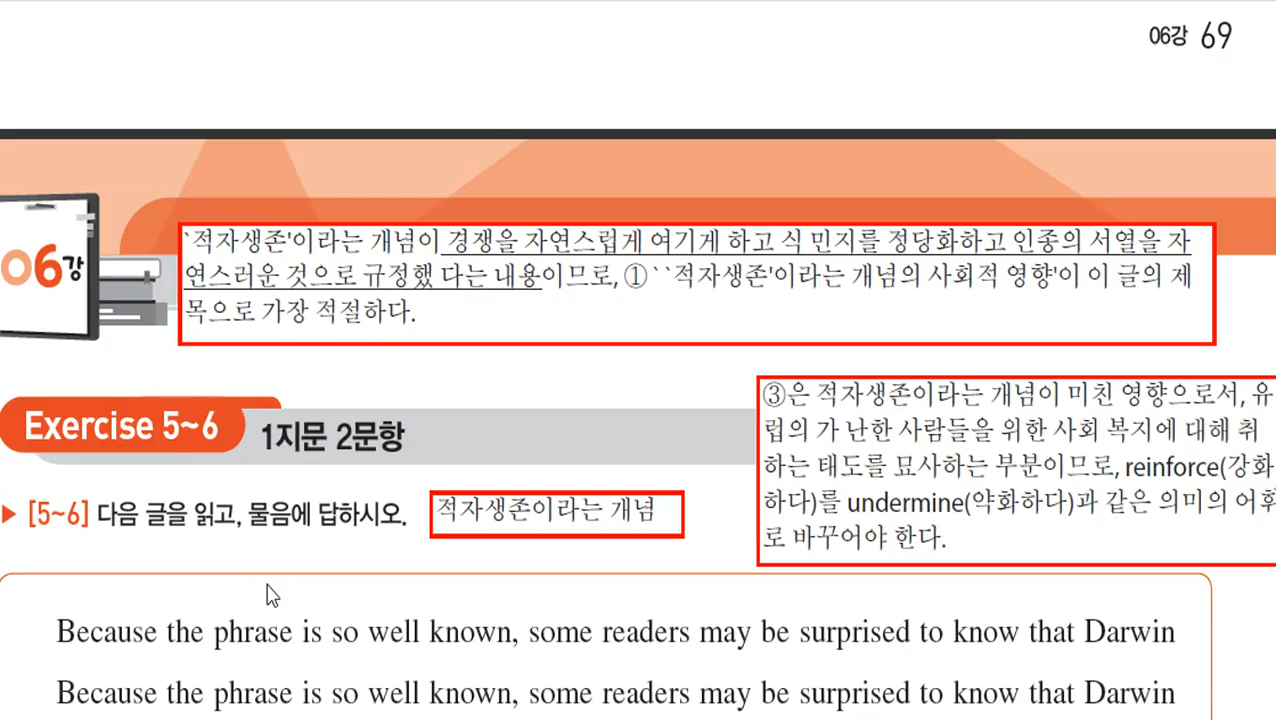 06강 69
06강
`적자생존'이라는 개념이 경쟁을 자연스럽게 여기게 하고 식 민지를 정당화하고 인종의 서열을 자
연스러운 것으로 규정했 다는 내용이므로, ① ``적자생존'이라는 개념의 사회적 영향'이 이 글의 제
목으로 가장 적절하다.
Exercise 5~6 1지문 2문항
③은 적자생존이라는 개념이 미친 영향으로서, 유
럽의 가 난한 사람들을 위한 사회 복지에 대해 취
하는 태도를 묘사하는 부분이므로, reinforce(강화
하다)를 undermine(약화하다)과 같은 의미의 어휘
로 바꾸어야 한다.
▶ [5~6] 다음 글을 읽고, 물음에 답하시오.
적자생존이라는 개념
Because the phrase is so well known, some readers may be surprised to know that Darwin
Because the phrase is so well known, some readers may be surprised to know that Darwin